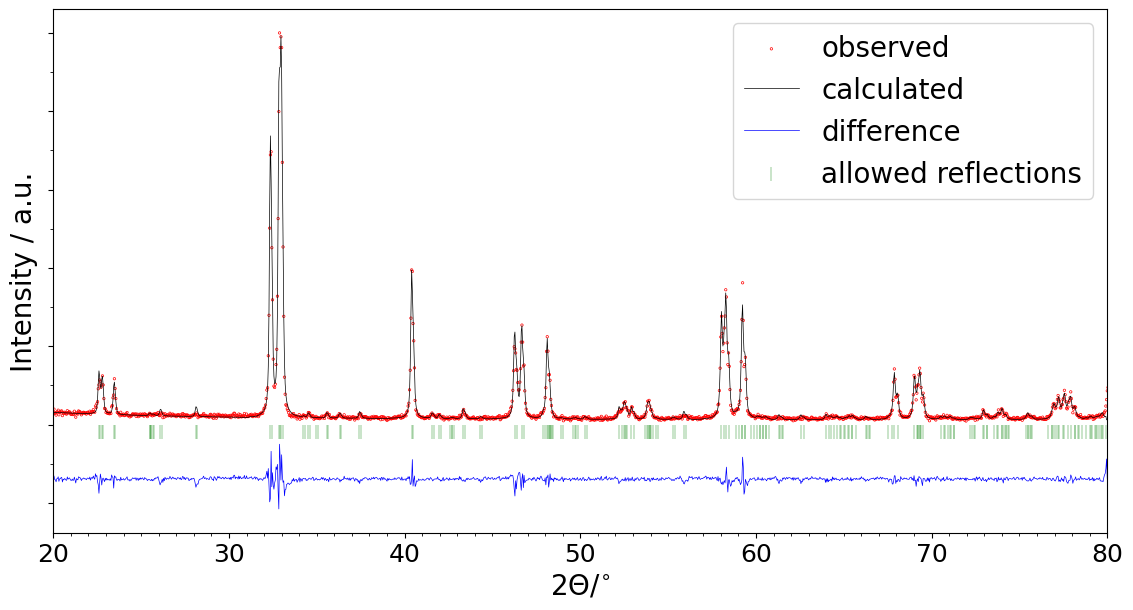 observed
calculated
difference
allowed reflections
Intensity / a.u.
20 30 40 50 60 70 80
2Θ/°